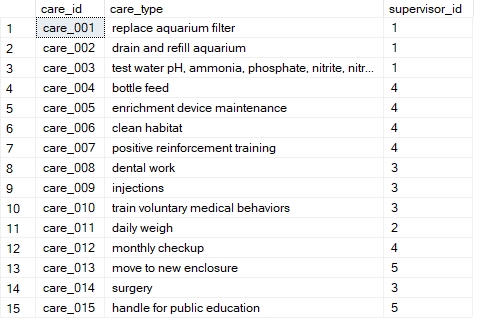 care_id care_type supervisor_id
1 care_001 replace aquarium filter 1
2 care_002 drain and refill aquarium 1
3 care_003 test water pH, ammonia, phosphate, nitrite, nitr... 1
4 care_004 bottle feed 4
5 care_005 enrichment device maintenance 4
6 care_006 clean habitat 4
7 care_007 positive reinforcement training 4
8 care_008 dental work 3
9 care_009 injections 3
10 care_010 train voluntary medical behaviors 3
11 care_011 daily weigh 2
12 care_012 monthly checkup 4
13 care_013 move to new enclosure 5
14 care_014 surgery 3
15 care_015 handle for public education 5